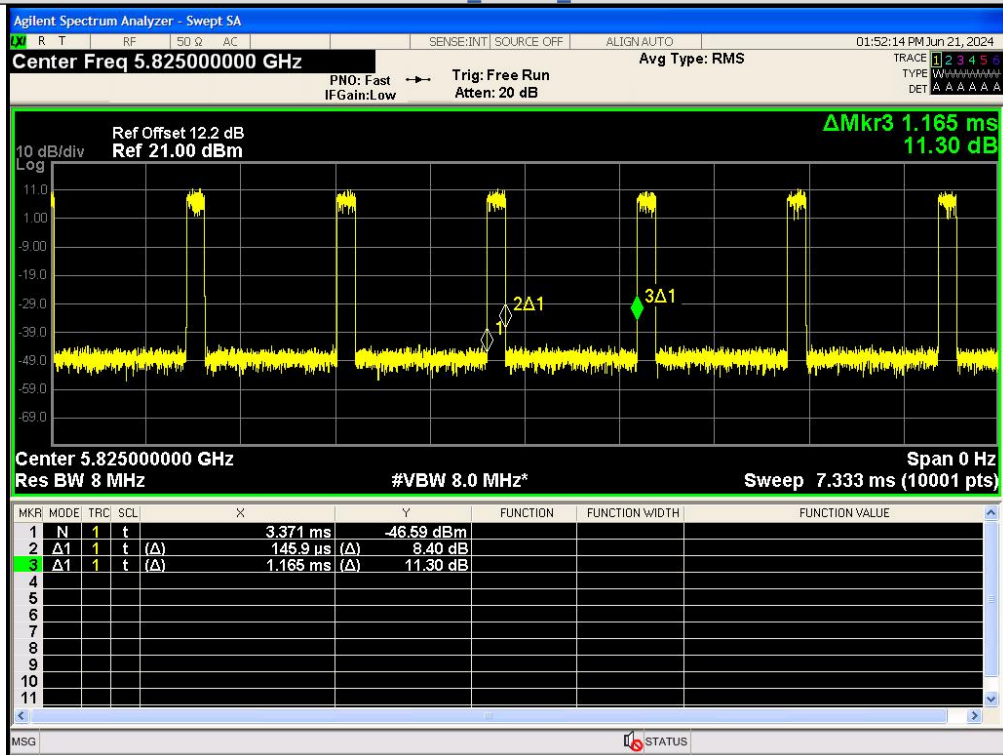 Agilent Spectrum Analyzer - Swept SA
LXI R T RF 50 Ω AC SENSE:INT SOURCE OFF ALIGN AUTO 01:52:14 PM Jun 21, 2024
Center Freq 5.825000000 GHz Avg Type: RMS TRACE 1 2 3 4 5 6
PNO: Fast Trig: Free Run TYPE W
IFGain:Low Atten: 20 dB DET A A A A A A
ΔMkr3 1.165 ms
11.30 dB
Ref Offset 12.2 dB
10 dB/div Ref 21.00 dBm
Log
11.0
1.00
-9.00
-19.0
-29.0
-39.0
-49.0
-59.0
-69.0
2Δ1
3Δ1
1
Center 5.825000000 GHz Span 0 Hz
Res BW 8 MHz #VBW 8.0 MHz* Sweep 7.333 ms (10001 pts)
MKR MODE TRC SCL X Y FUNCTION FUNCTION WIDTH FUNCTION VALUE
1 N 1 t 3.371 ms -46.59 dBm
2 Δ1 1 t (Δ) 145.9 µs (Δ) 8.40 dB
3 Δ1 1 t (Δ) 1.165 ms (Δ) 11.30 dB
4
5
6
7
8
9
10
11
MSG STATUS